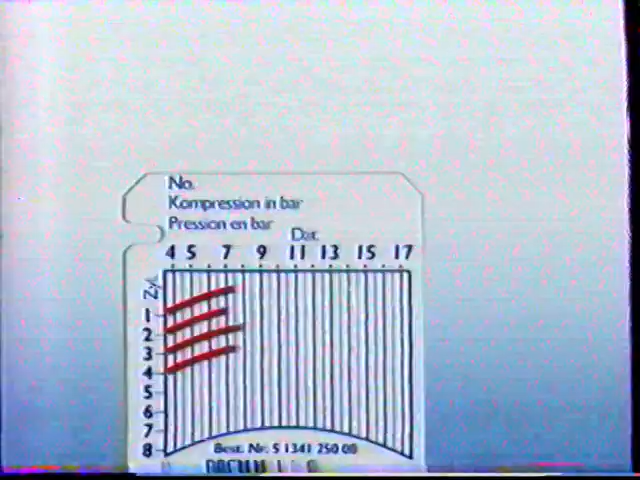 No.
Kompression in bar
Pression en bar
Dat.
4 5 7 9 11 13 15 17
Zyl.
1
2
3
4
5
6
7
8
Best. Nr. 5 1341 250 00